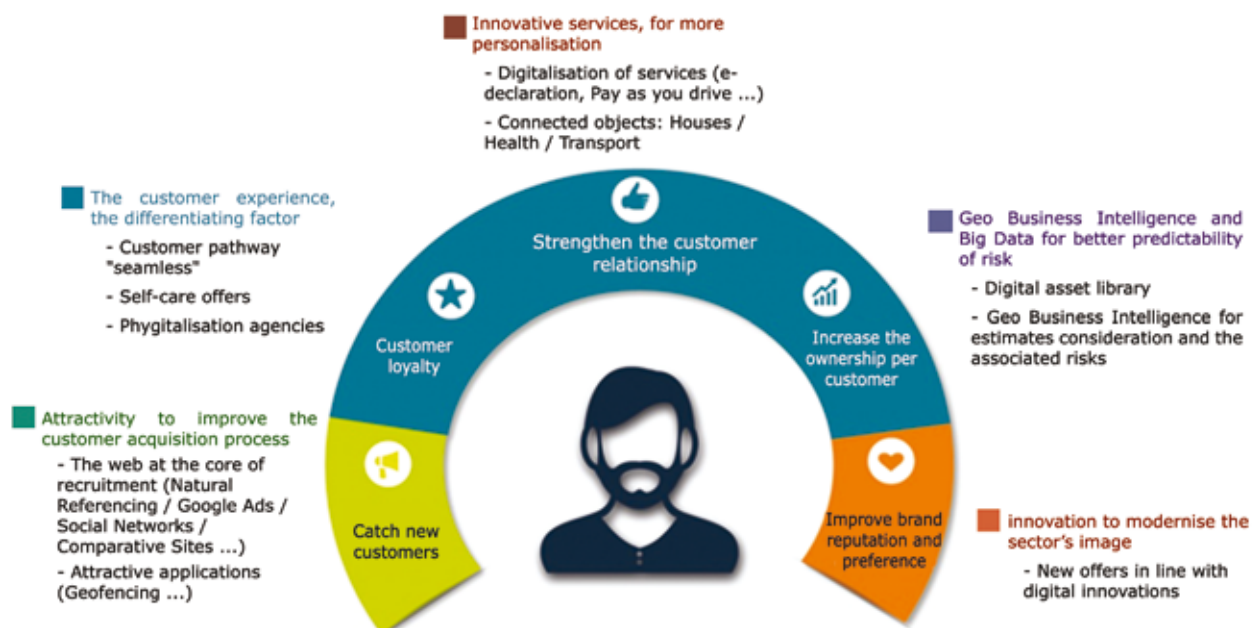 Innovative services, for more
personalisation
- Digitalisation of services (e-
declaration, Pay as you drive ...)
- Connected objects: Houses /
Health / Transport
The customer experience,
the differentiating factor
- Customer pathway
"seamless"
- Self-care offers
- Phygitalisation agencies
Attractivity to improve the
customer acquisition process
- The web at the core of
recruitment (Natural
Referencing / Google Ads /
Social Networks /
Comparative Sites ...)
- Attractive applications
(Geofencing ...)
Catch new
customers
Customer
loyalty
Strengthen the customer
relationship
Increase the
ownership per
customer
Improve brand
reputation and
preference
Geo Business Intelligence and
Big Data for better predictability
of risk
- Digital asset library
- Geo Business Intelligence for
estimates consideration and the
associated risks
innovation to modernise the
sector's image
- New offers in line with
digital innovations